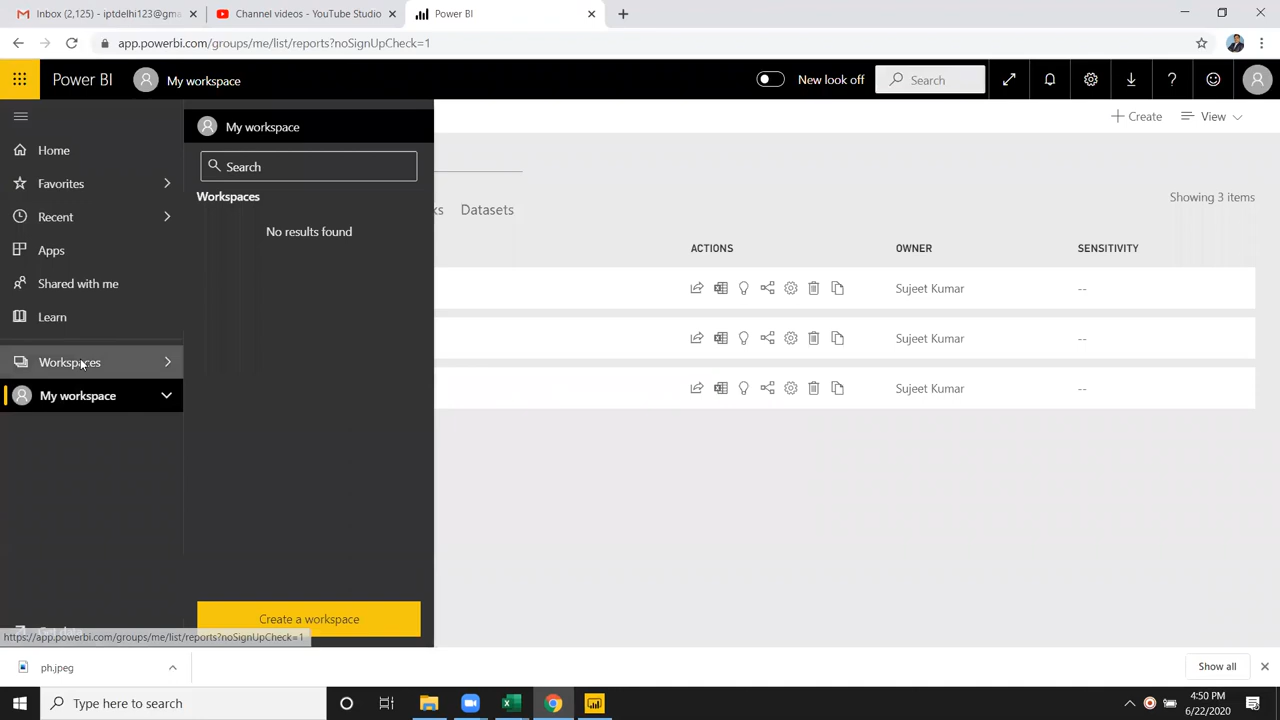 Inbox (2,125) - iptdelhi123@gm
Channel videos - YouTube Studio
Power BI
app.powerbi.com/groups/me/list/reports?noSignUpCheck=1
Power BI
My workspace
New look off
Search
My workspace
Create
View
Home
Search
Favorites
Workspaces
Showing 3 items
Recent
No results found
ks
Datasets
Apps
ACTIONS
OWNER
SENSITIVITY
Shared with me
Sujeet Kumar
--
Learn
Sujeet Kumar
--
Workspaces
My workspace
Sujeet Kumar
--
Create a workspace
Get data
https://app.powerbi.com/groups/me/list/reports?noSignUpCheck=1
ph.jpeg
Show all
Type here to search
4:50 PM
6/22/2020